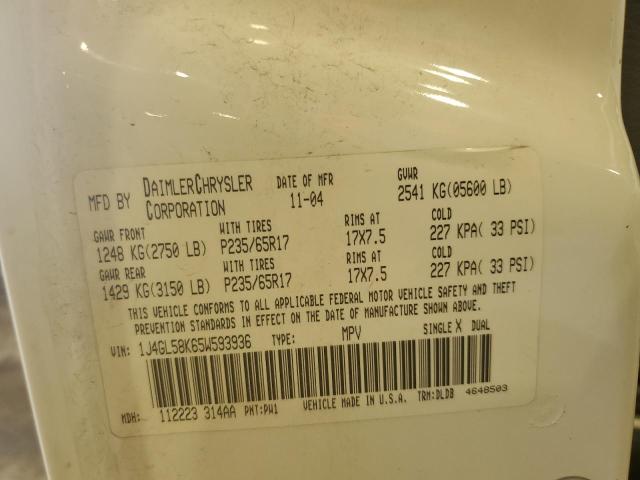 MFD BY DAIMLERCHRYSLER CORPORATION DATE OF MFR 11-04 GVWR 2541 KG(05600 LB)
GAWR FRONT WITH TIRES RIMS AT COLD
1248 KG(2750 LB) P235/65R17 17X7.5 227 KPA( 33 PSI)
GAWR REAR WITH TIRES RIMS AT COLD
1429 KG(3150 LB) P235/65R17 17X7.5 227 KPA( 33 PSI)
THIS VEHICLE CONFORMS TO ALL APPLICABLE FEDERAL MOTOR VEHICLE SAFETY AND THEFT
PREVENTION STANDARDS IN EFFECT ON THE DATE OF MANUFACTURE SHOWN ABOVE.
VIN: 1J4GL58K65W593936 TYPE: MPV SINGLE X DUAL
MDH: 112223 314AA PNT:PW1 VEHICLE MADE IN U.S.A. TRM:DLDB 4648503